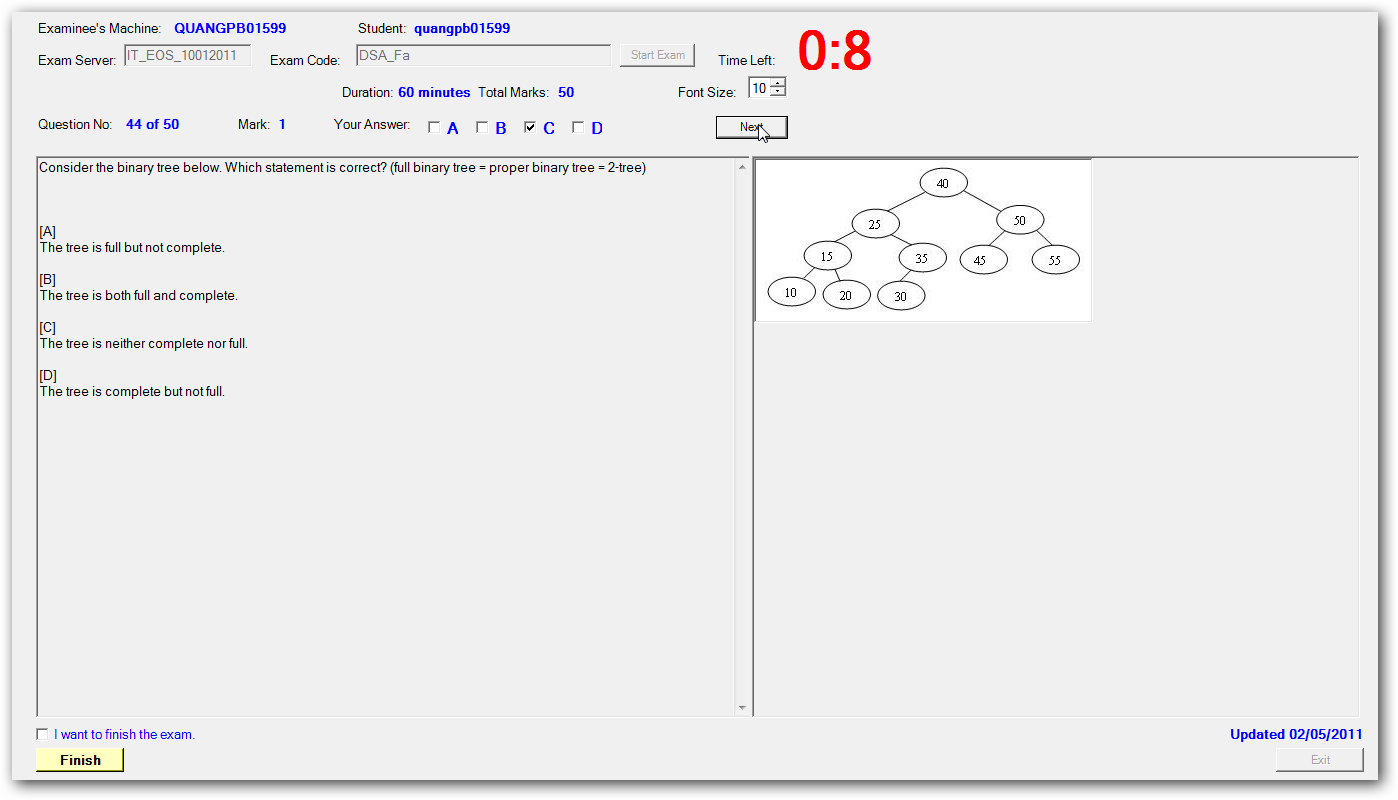 Examinee's Machine: QUANGPB01599 Student: quangpb01599
Exam Server: IT_EOS_10012011 Exam Code: DSA_Fa Start Exam Time Left: 0:8
Duration: 60 minutes Total Marks: 50 Font Size: 10
Question No: 44 of 50 Mark: 1 Your Answer: A B C D Next
Consider the binary tree below. Which statement is correct? (full binary tree = proper binary tree = 2-tree)
[A]
The tree is full but not complete.
[B]
The tree is both full and complete.
[C]
The tree is neither complete nor full.
[D]
The tree is complete but not full.
40
25 50
15 35 45 55
10 20 30
I want to finish the exam.
Updated 02/05/2011
Finish
Exit